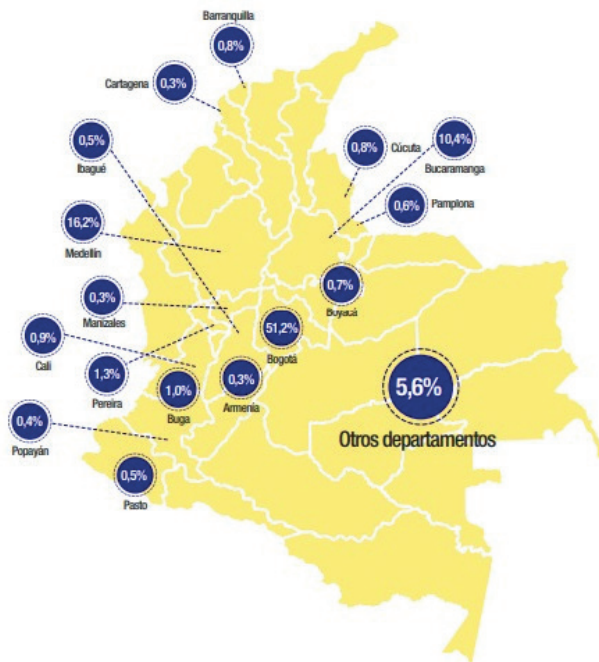 Barranquilla
0,8%
Cartagena
0,3%
0,5%
Ibagué
0,8%
Cúcuta
10,4%
Bucaramanga
0,6%
Pamplona
16,2%
Medellín
0,7%
Boyacá
0,3%
Manizales
51,2%
Bogotá
0,9%
Cali
1,3%
Pereira
1,0%
Buga
0,3%
Armenia
5,6%
Otros departamentos
0,4%
Popayán
0,5%
Pasto